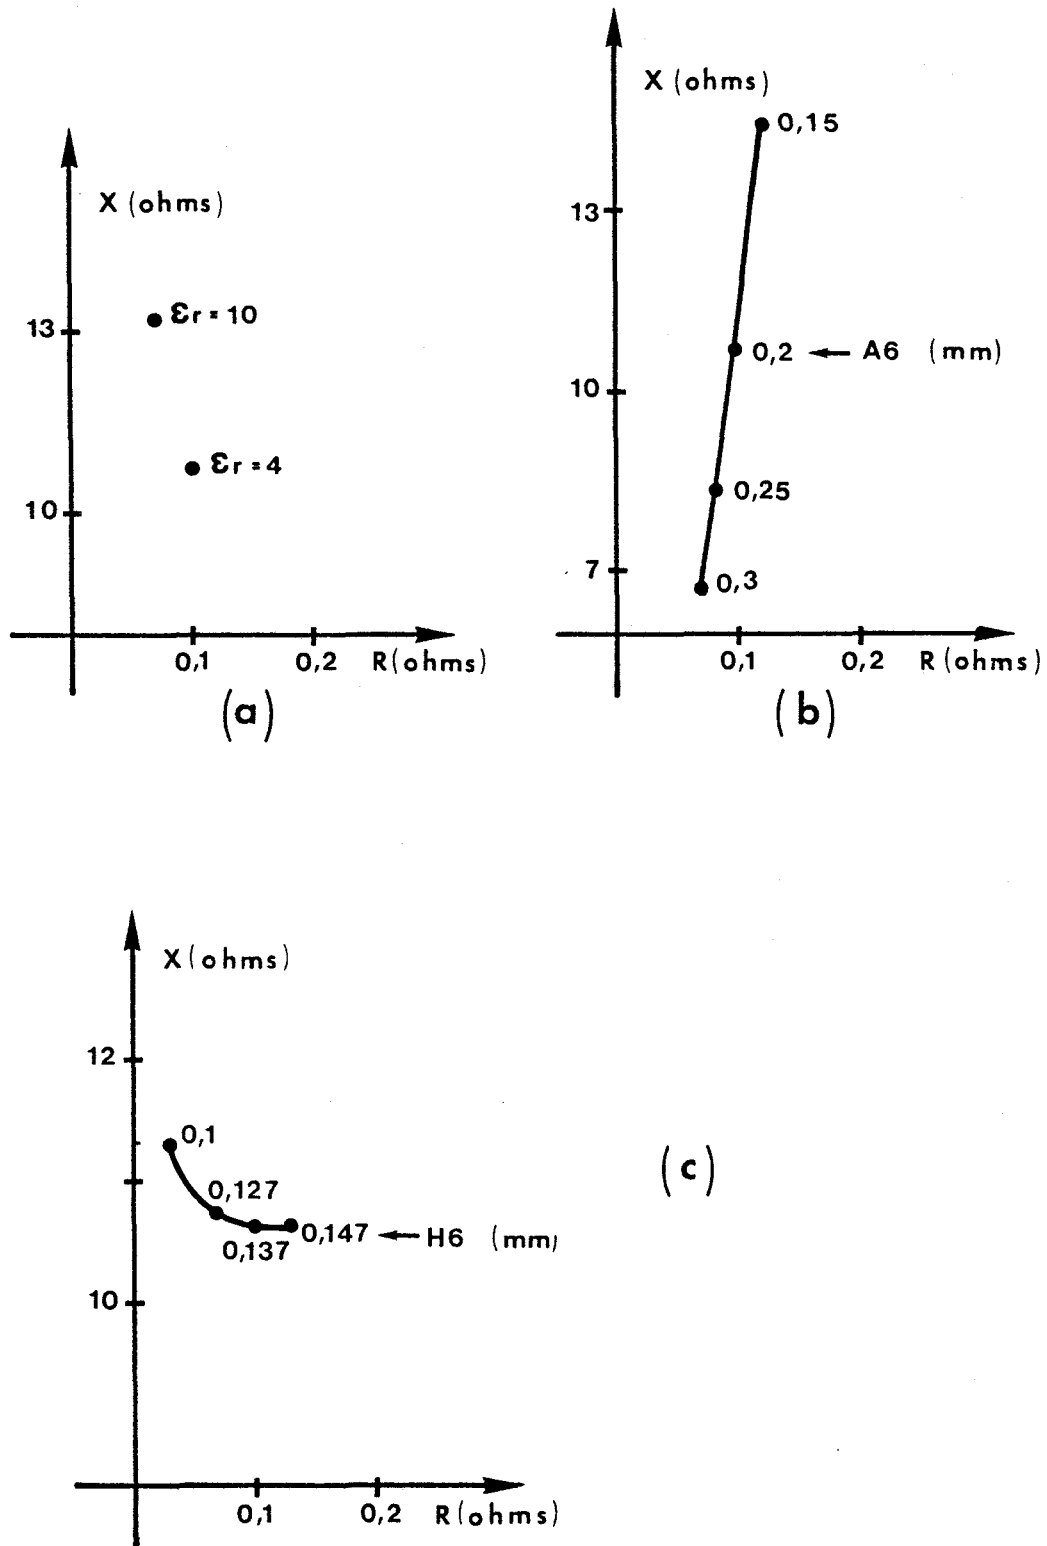 X (ohms)
13
εr = 10
εr = 4
10
0,1
0,2
R (ohms)
(a)
X (ohms)
0,15
13
0,2 ← A6 (mm)
10
0,25
7
0,3
0,1
0,2
R (ohms)
(b)
X (ohms)
12
0,1
0,127
0,137
0,147 ← H6 (mm)
10
0,1
0,2
R (ohms)
(c)